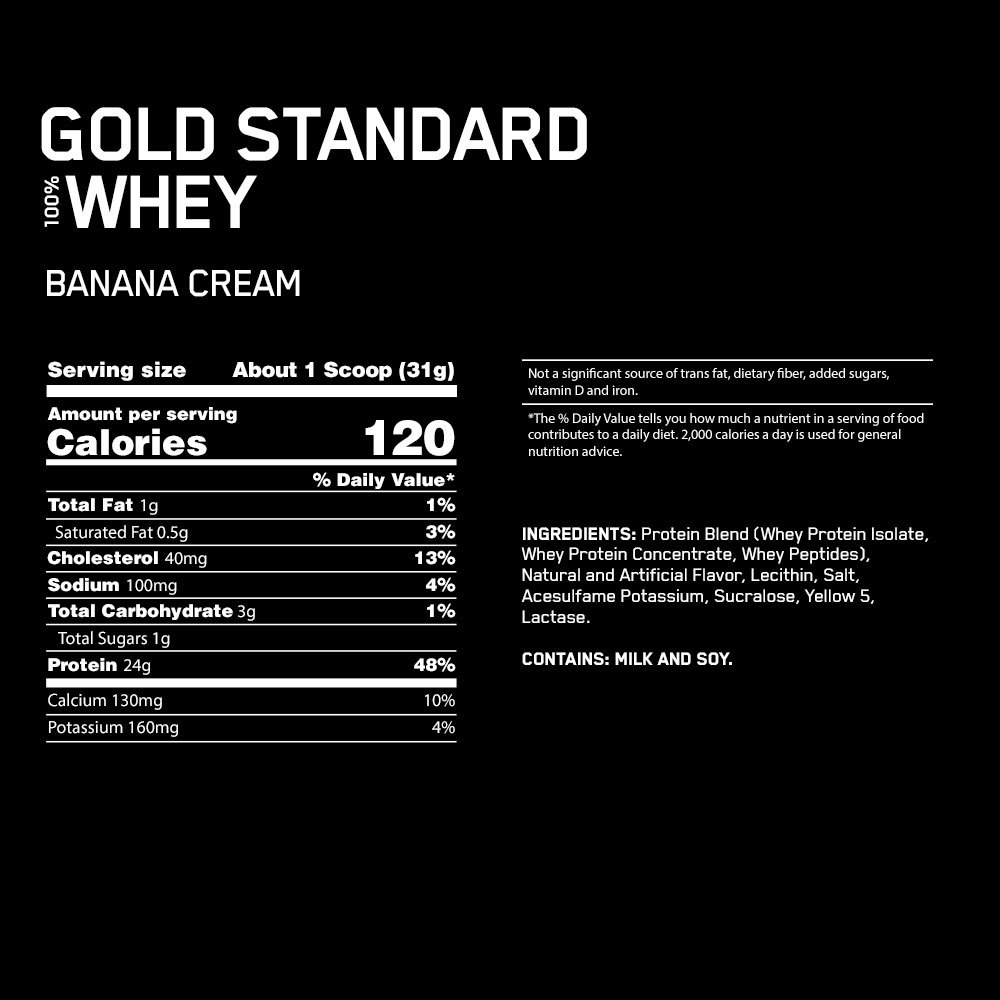 GOLD STANDARD
100% WHEY
BANANA CREAM
Serving size About 1 Scoop (31g)
Amount per serving
Calories 120
% Daily Value*
Total Fat 1g 1%
Saturated Fat 0.5g 3%
Cholesterol 40mg 13%
Sodium 100mg 4%
Total Carbohydrate 3g 1%
Total Sugars 1g
Protein 24g 48%
Calcium 130mg 10%
Potassium 160mg 4%
Not a significant source of trans fat, dietary fiber, added sugars,
vitamin D and iron.
*The % Daily Value tells you how much a nutrient in a serving of food
contributes to a daily diet. 2,000 calories a day is used for general
nutrition advice.
INGREDIENTS: Protein Blend (Whey Protein Isolate,
Whey Protein Concentrate, Whey Peptides),
Natural and Artificial Flavor, Lecithin, Salt,
Acesulfame Potassium, Sucralose, Yellow 5,
Lactase.
CONTAINS: MILK AND SOY.